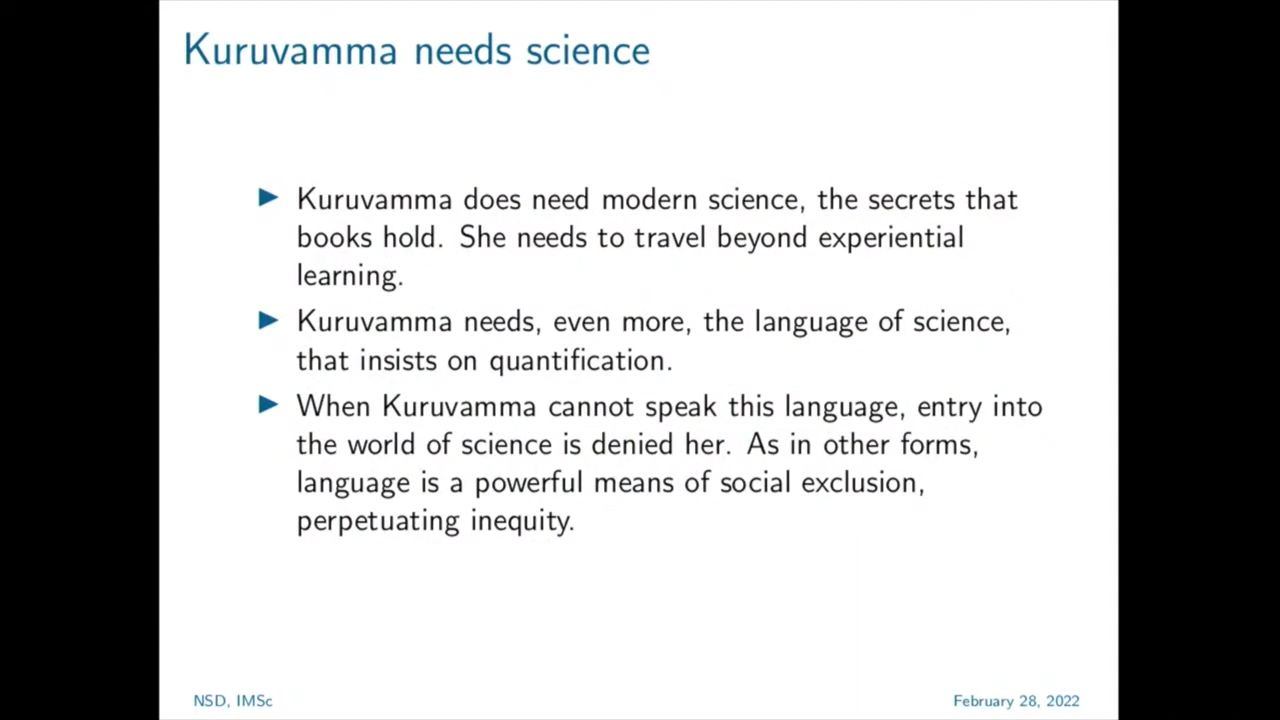 Kuruvamma needs science
Kuruvamma does need modern science, the secrets that
books hold. She needs to travel beyond experiential
learning.
Kuruvamma needs, even more, the language of science,
that insists on quantification.
When Kuruvamma cannot speak this language, entry into
the world of science is denied her. As in other forms,
language is a powerful means of social exclusion,
perpetuating inequity.
NSD, IMSc
February 28, 2022